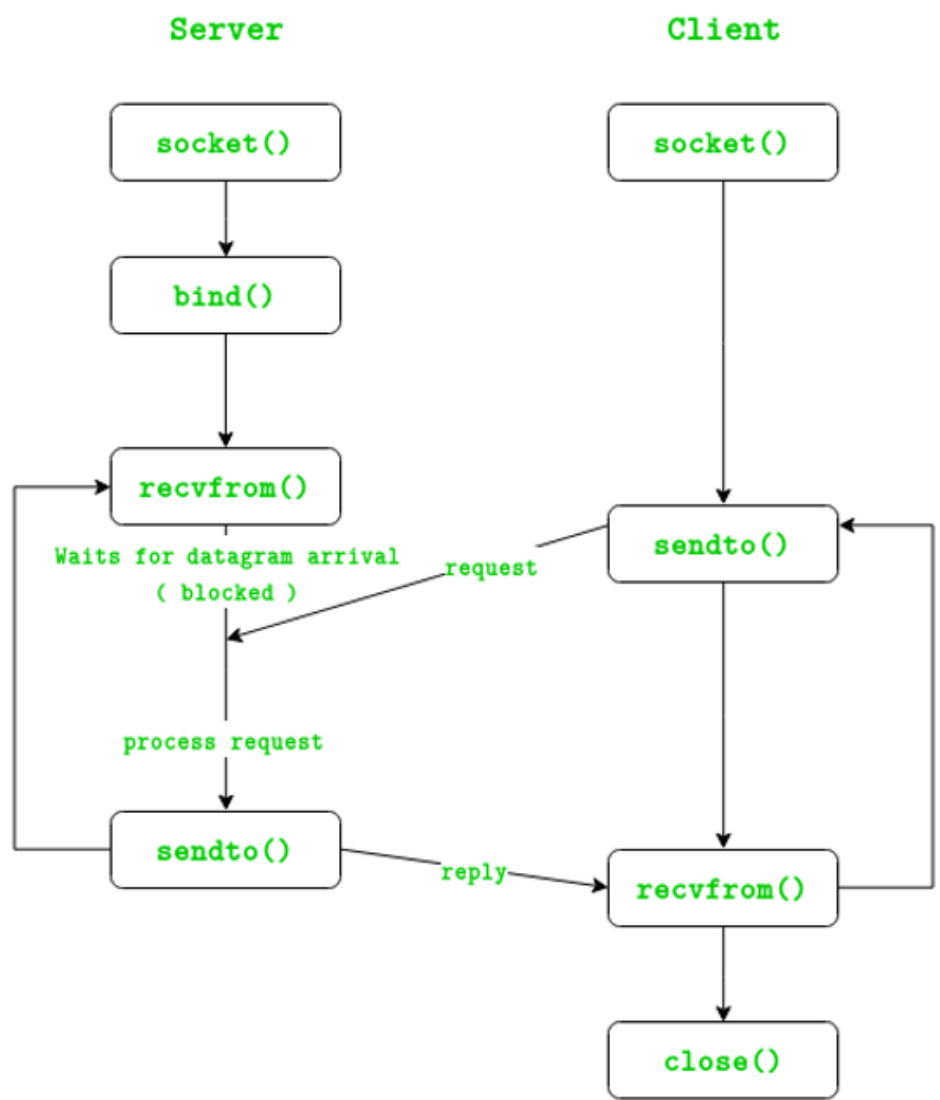 Server
Client
socket()
socket()
bind()
recvfrom()
Waits for datagram arrival
( blocked )
request
sendto()
process request
sendto()
reply
recvfrom()
close()